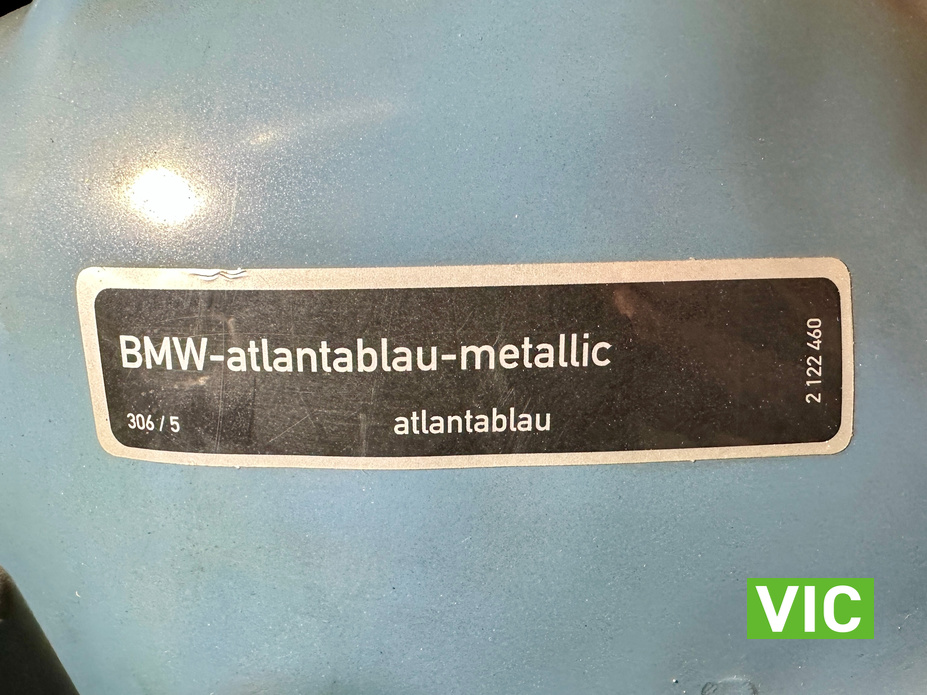 BMW-atlantablau-metallic
306 / 5
atlantablau
2 122 460
VIC